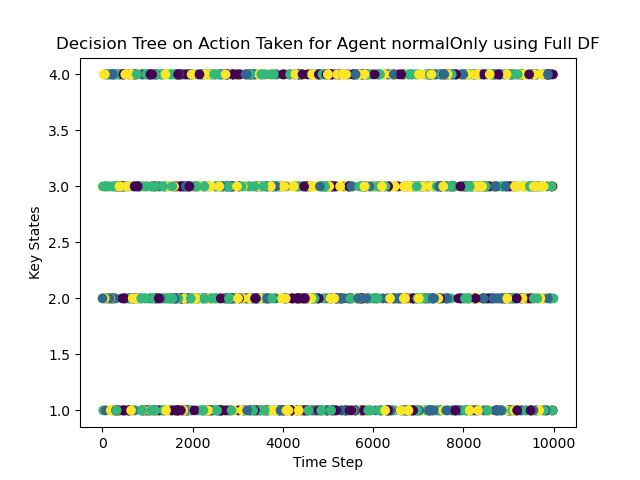 Decision Tree on Action Taken for Agent normalOnly using Full DF
4.0
3.5
3.0
2.5
2.0
1.5
1.0
Key States
0 2000 4000 6000 8000 10000
Time Step